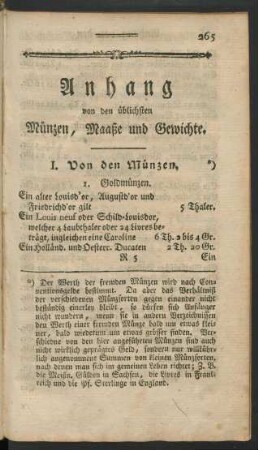 265
Anhang
von den üblichsten
Münzen, Maaße und Gewichte.
I. Von den Münzen. *)
1. Goldmünzen.
Ein alter Louisd'or, Augustd'or und
Friedrichd'or gilt 5 Thaler.
Ein Louis neuf oder Schild-Louisdor,
welcher 4 Laubthaler oder 24 Livres be-
träge, ingleichen eine Caroline 6 Th. 2 bis 4 Gr.
Ein Holländ. und Oesterr. Ducaten 2 Th. 20 Gr.
R 5 Ein
*) Der Werth der fremden Münzen wird nach Con-
ventionsgelde bestimmt. Da aber das Verhältniß
der verschiedenen Münzsorten gegen einander nicht
beständig einerley bleibt, so dürfen sich Anfänger
nicht wundern, wenn sie in andern Verzeichnissen
den Werth einer fremden Münze bald um etwas klei-
ner, bald wiederum um etwas größer finden. Ver-
schiedne von den hier angeführten Münzen sind auch
nicht wirklich geprägtes Geld, sondern nur willkühr-
lich angenommene Summen von kleinen Münzsorten,
nach denen man sich im gemeinen Leben richtet; Z. B.
die Meißn. Gülden in Sachsen, die Livres in Frank-
reich und die Pf. Sterlinge in England.